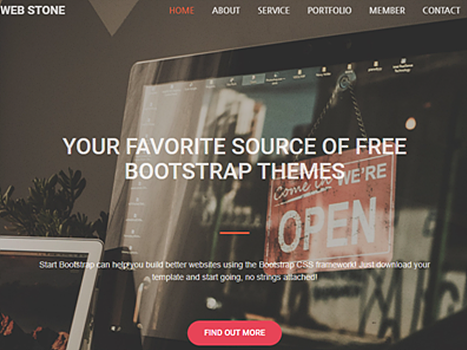 WEB STONE
HOME ABOUT SERVICE PORTFOLIO MEMBER CONTACT
YOUR FAVORITE SOURCE OF FREE
BOOTSTRAP THEMES
Come in WE'RE
OPEN
Start Bootstrap can help you build better websites using the Bootstrap CSS framework! Just download your
template and start going, no strings attached!
FIND OUT MORE